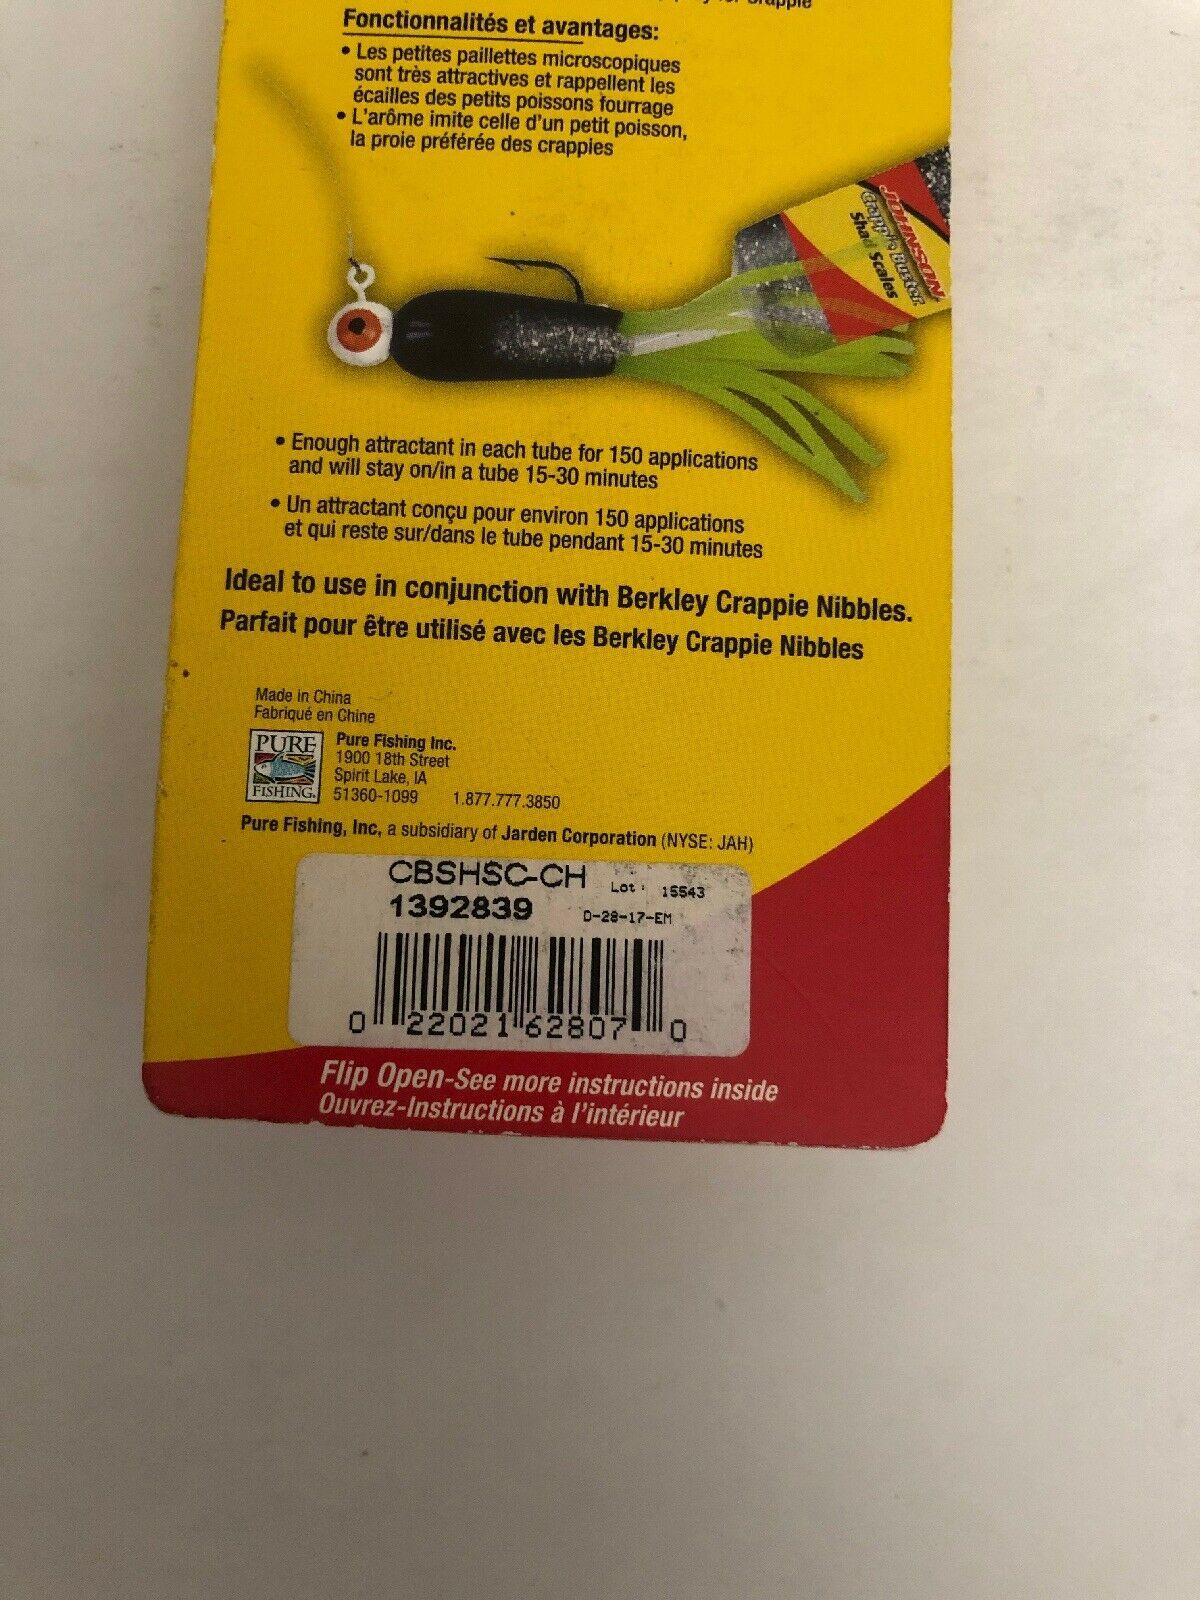 for Crappie
Fonctionnalités et avantages:
• Les petites paillettes microscopiques
sont très attractives et rappellent les
écailles des petits poissons fourrage
• L'arôme imite celle d'un petit poisson,
la proie préférée des crappies
JOHNSON
Crappie Buster
Shad Scales
• Enough attractant in each tube for 150 applications
and will stay on/in a tube 15-30 minutes
• Un attractant conçu pour environ 150 applications
et qui reste sur/dans le tube pendant 15-30 minutes
Ideal to use in conjunction with Berkley Crappie Nibbles.
Parfait pour être utilisé avec les Berkley Crappie Nibbles
Made in China
Fabriqué en Chine
PURE
FISHING®
Pure Fishing Inc.
1900 18th Street
Spirit Lake, IA
51360-1099 1.877.777.3850
Pure Fishing, Inc, a subsidiary of Jarden Corporation (NYSE: JAH)
CBSHSC-CH Lot: 15543
1392839 D-28-17-EM
0 22021 62807 0
Flip Open-See more instructions inside
Ouvrez-Instructions à l'intérieur